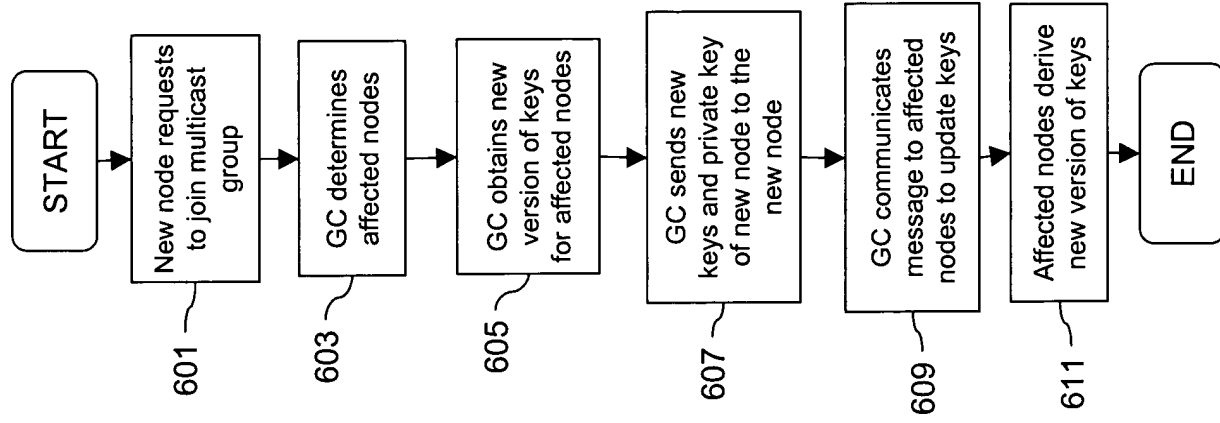 START
601
New node requests
to join multicast
group
603
GC determines
affected nodes
605
GC obtains new
version of keys
for affected nodes
607
GC sends new
keys and private key
of new node to the
new node
609
GC communicates
message to affected
nodes to update keys
611
Affected nodes derive
new version of keys
END